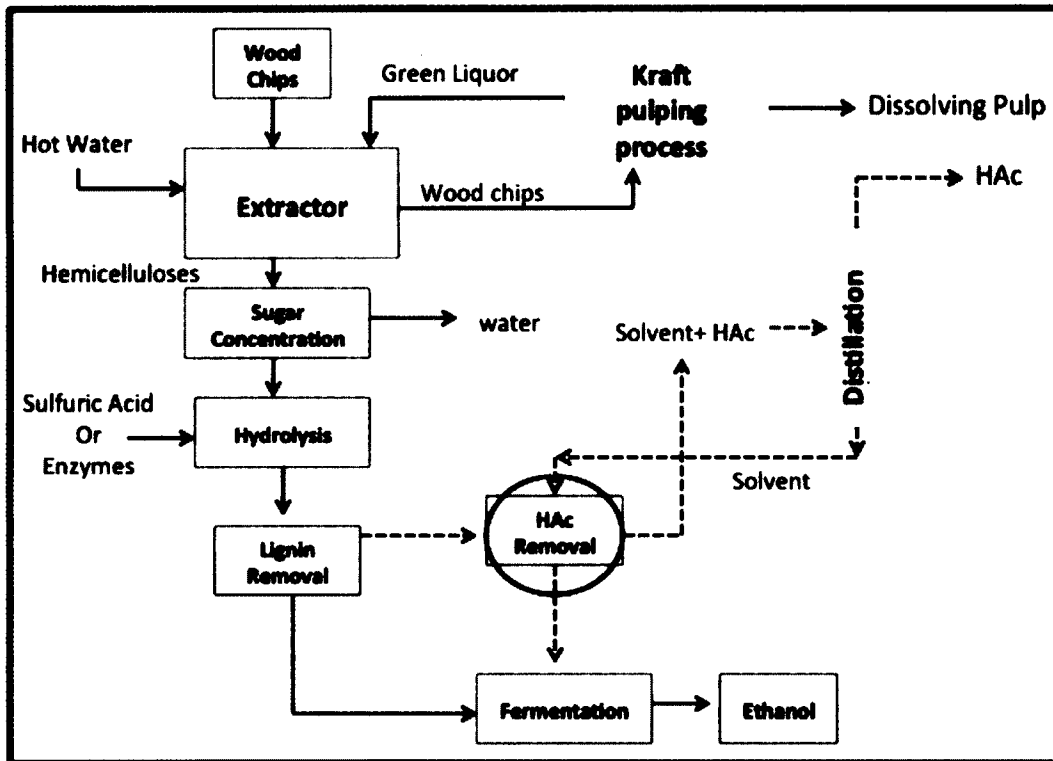 Wood
Chips
Green Liquor
Kraft
pulping
process
Dissolving Pulp
Hot Water
HAc
Extractor
Wood chips
Hemicelluloses
Sugar
Concentration
water
Solvent+ HAc
Distillation
Sulfuric Acid
Or
Enzymes
Hydrolysis
Solvent
HAc
Removal
Lignin
Removal
Fermentation
Ethanol